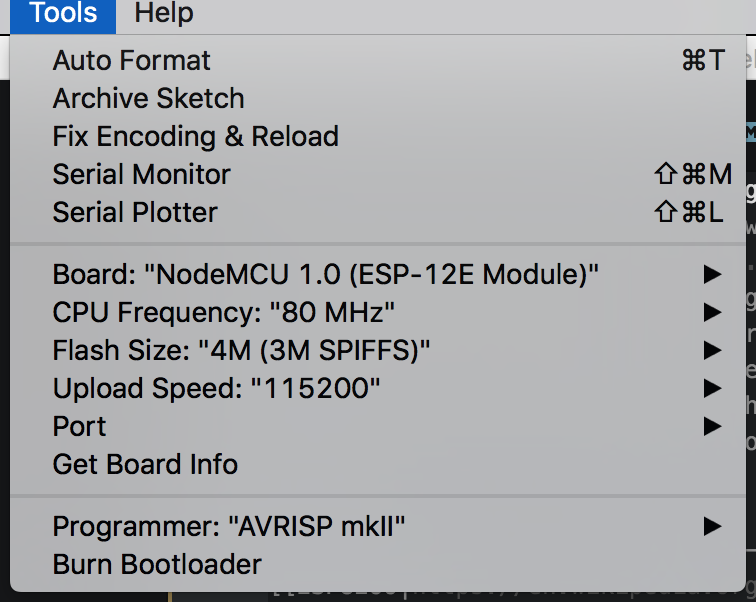 Tools Help
Auto Format ⌘T
Archive Sketch
Fix Encoding & Reload
Serial Monitor ⇧⌘M
Serial Plotter ⇧⌘L
Board: "NodeMCU 1.0 (ESP-12E Module)" ▶
CPU Frequency: "80 MHz" ▶
Flash Size: "4M (3M SPIFFS)" ▶
Upload Speed: "115200" ▶
Port ▶
Get Board Info
Programmer: "AVRISP mkII" ▶
Burn Bootloader